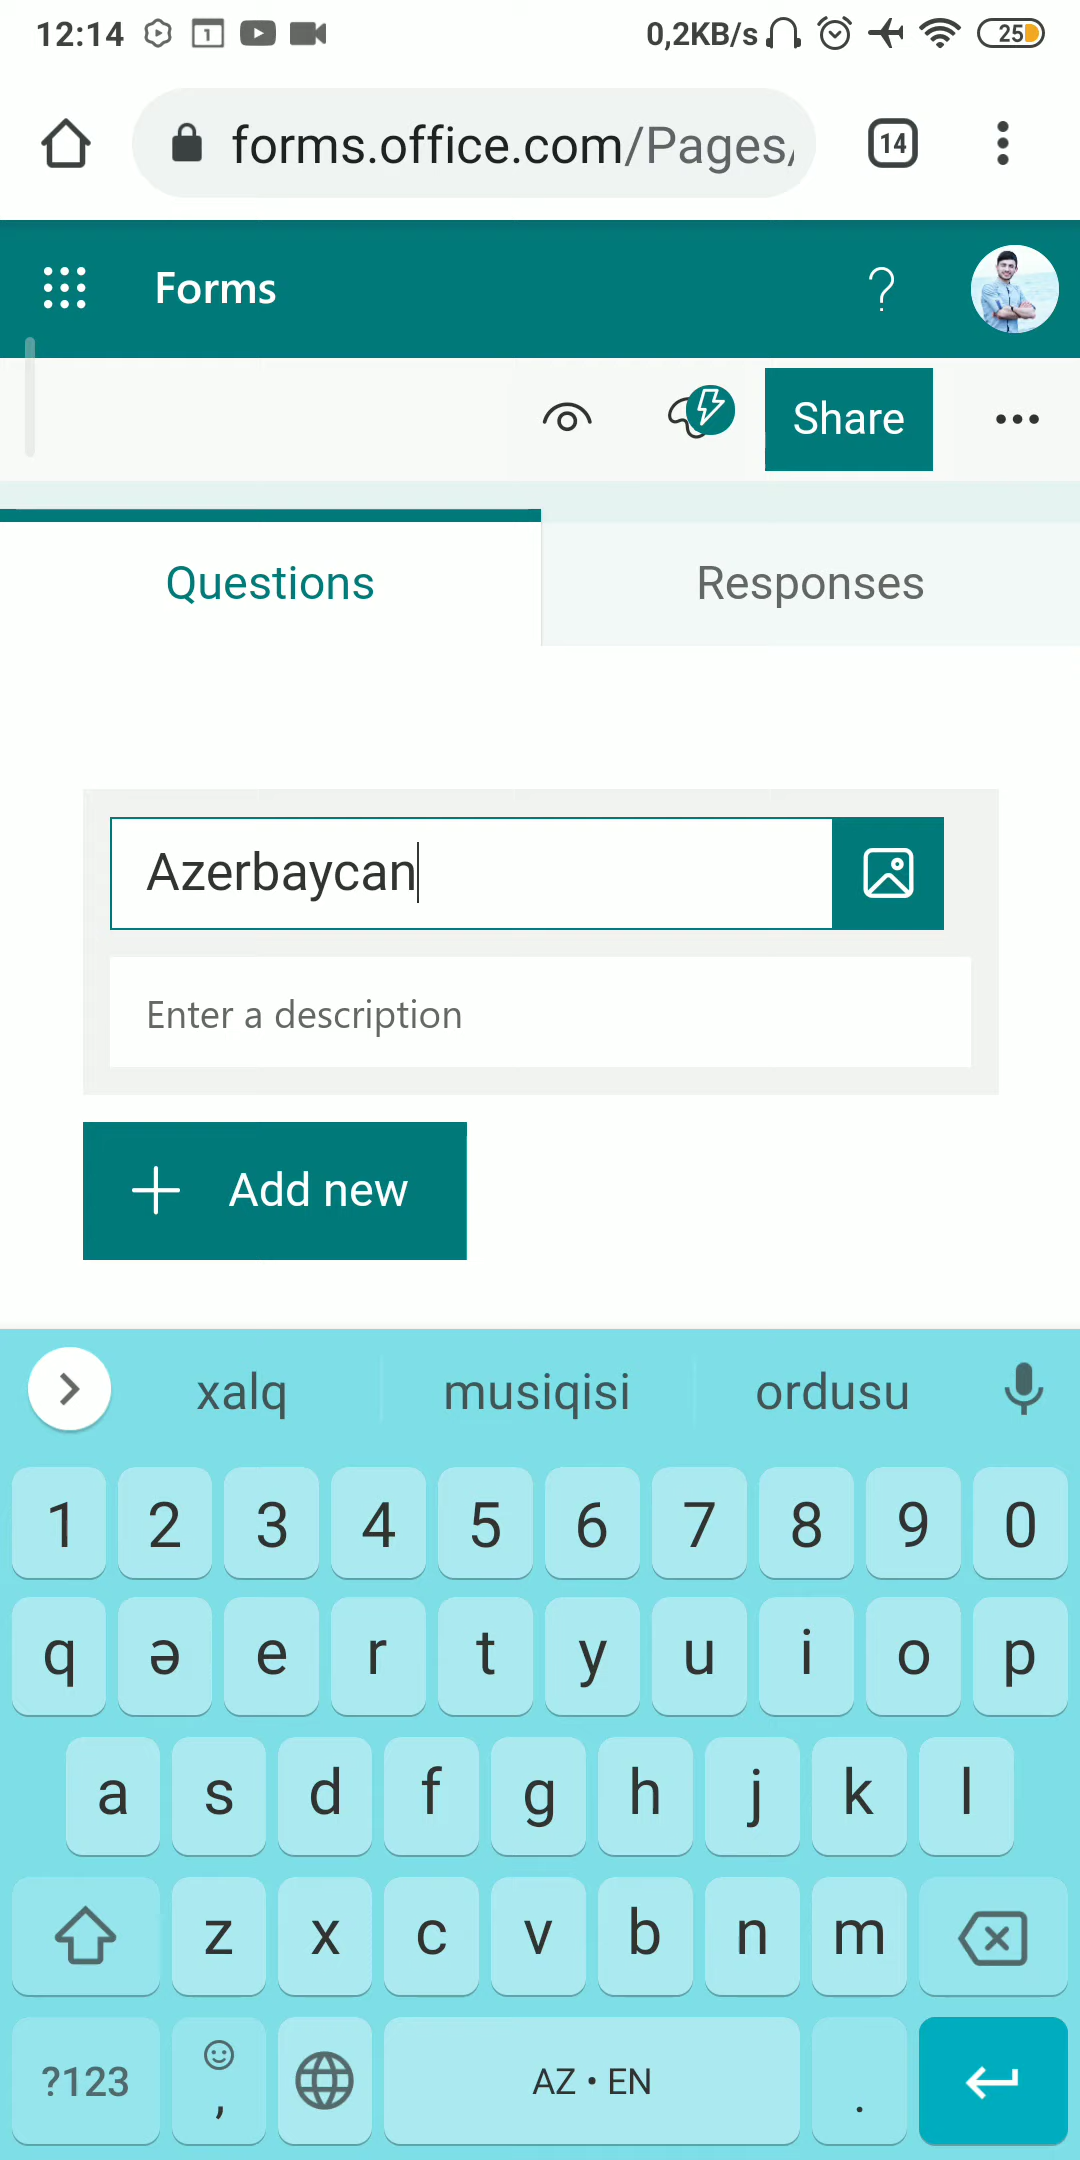 12:14 1 0,2KB/s 25
forms.office.com/Pages/ 14
Forms ?
Share
Questions Responses
Azerbaycan
Enter a description
Add new
xalq musiqisi ordusu
1 2 3 4 5 6 7 8 9 0
q ə e r t y u i o p
a s d f g h j k l
z x c v b n m
?123 , AZ • EN .